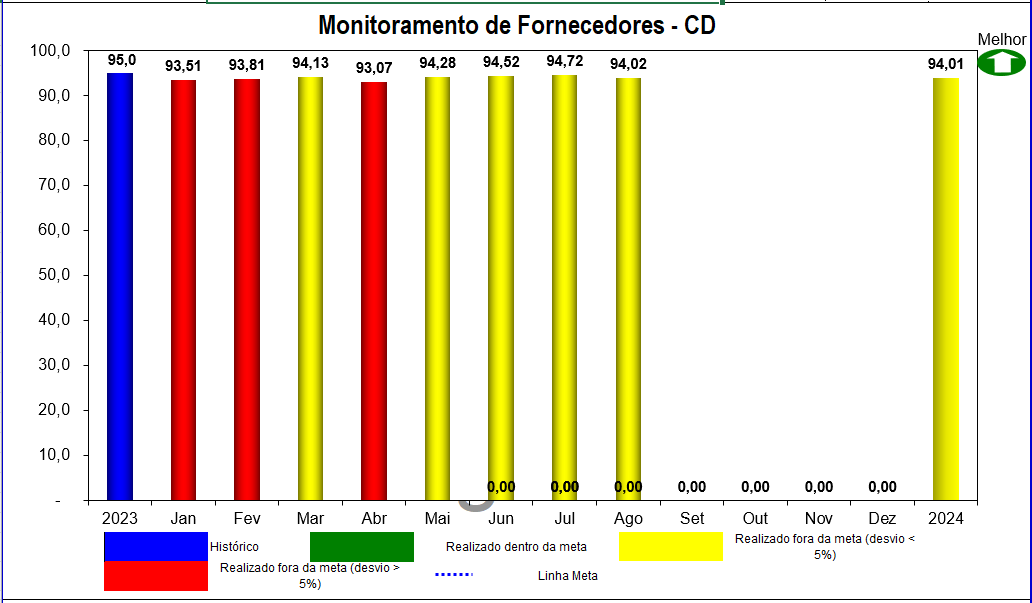 Monitoramento de Fornecedores - CD
Melhor
100,0
90,0
80,0
70,0
60,0
50,0
40,0
30,0
20,0
10,0
-
95,0 93,51 93,81 94,13 93,07 94,28 94,52 94,72 94,02 94,01
0,00 0,00 0,00 0,00 0,00 0,00 0,00
2023 Jan Fev Mar Abr Mai Jun Jul Ago Set Out Nov Dez 2024
Histórico
Realizado dentro da meta
Realizado fora da meta (desvio <
5%)
Realizado fora da meta (desvio >
5%)
Linha Meta